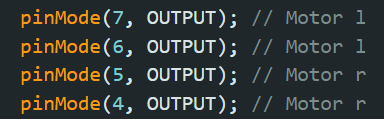 pinMode(7, OUTPUT); // Motor l
pinMode(6, OUTPUT); // Motor l
pinMode(5, OUTPUT); // Motor r
pinMode(4, OUTPUT); // Motor r